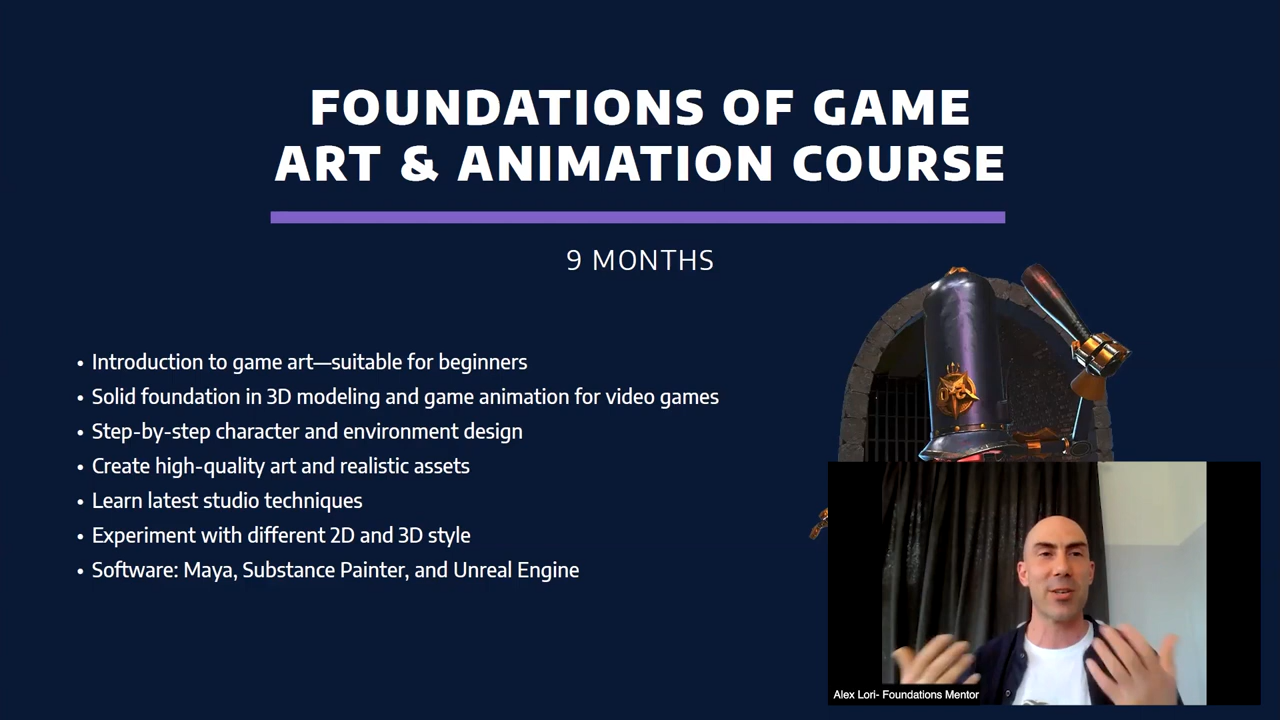 FOUNDATIONS OF GAME
ART & ANIMATION COURSE
9 MONTHS
• Introduction to game art—suitable for beginners
• Solid foundation in 3D modeling and game animation for video games
• Step-by-step character and environment design
• Create high-quality art and realistic assets
• Learn latest studio techniques
• Experiment with different 2D and 3D style
• Software: Maya, Substance Painter, and Unreal Engine
Alex Lori- Foundations Mentor